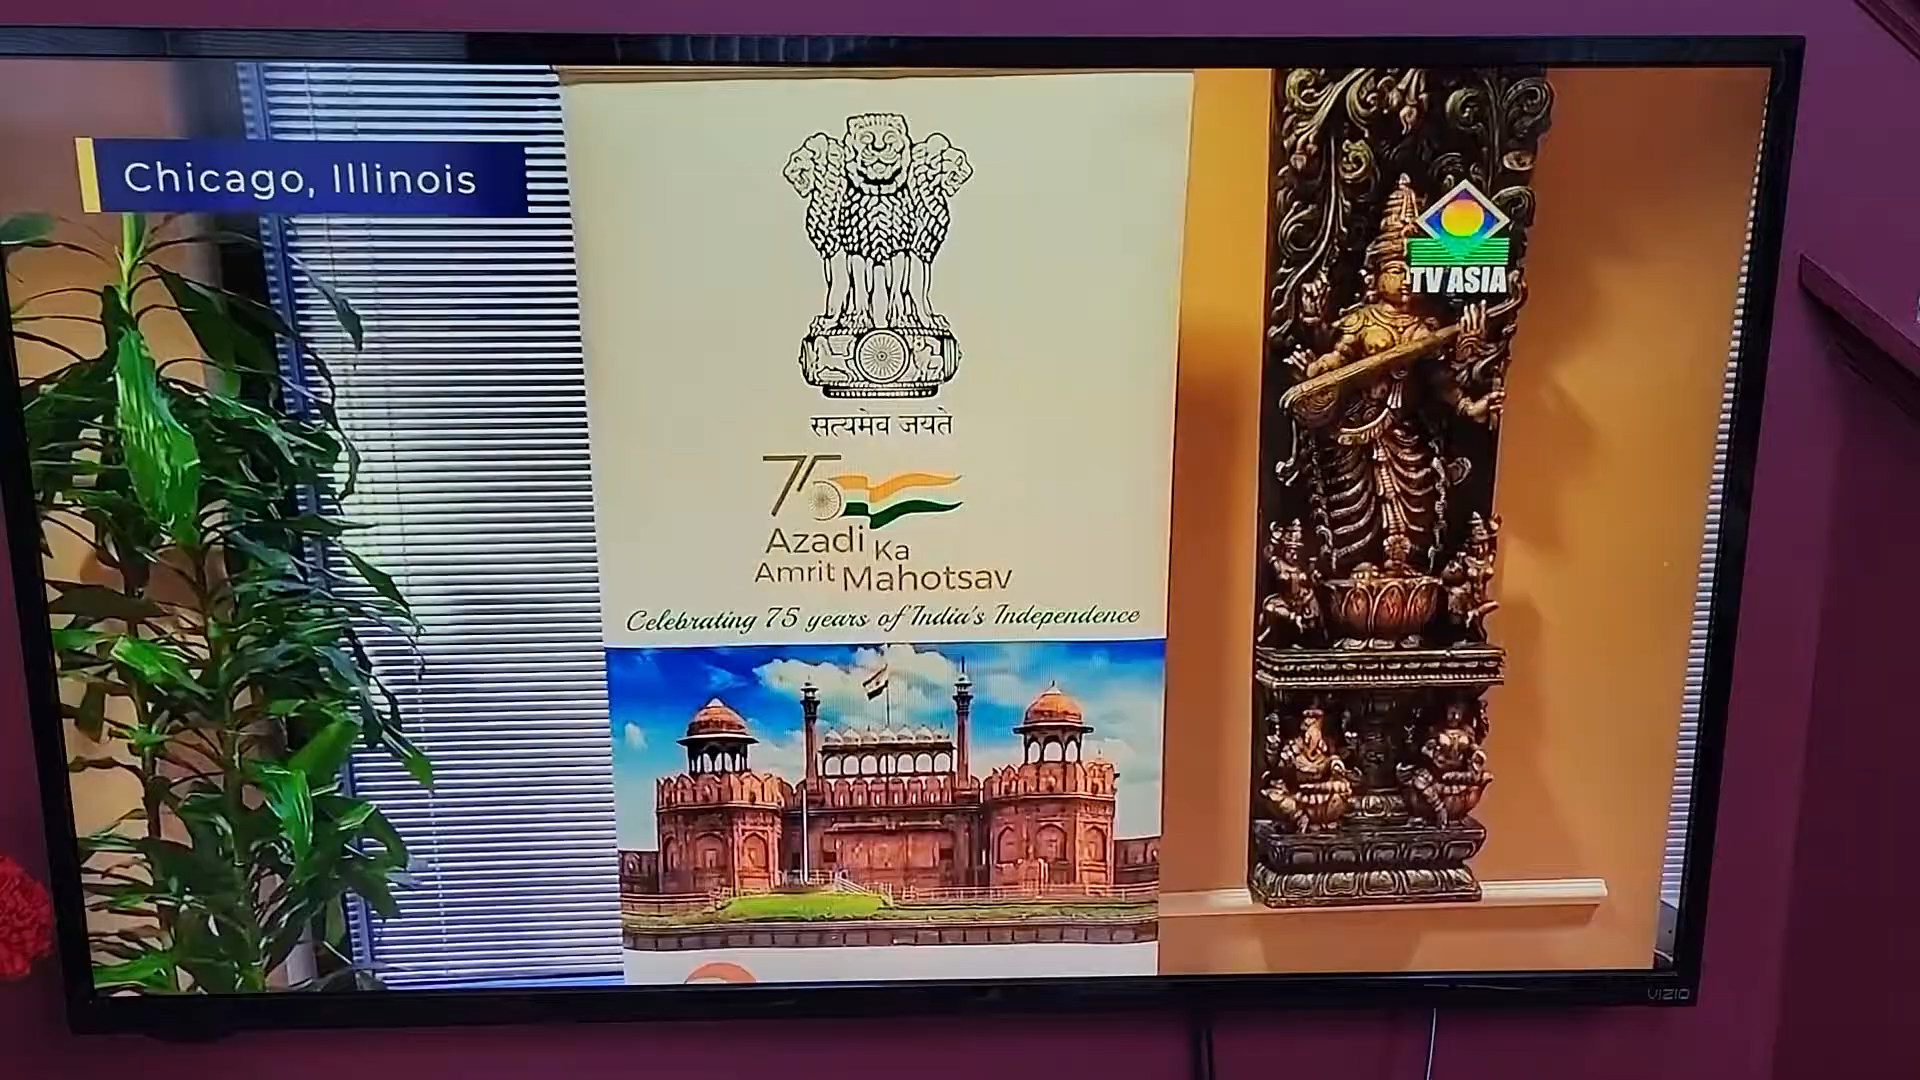 Chicago, Illinois
TV ASIA
सत्यमेव जयते
75
Azadi Ka
Amrit Mahotsav
Celebrating 75 years of India's Independence
VIZIO